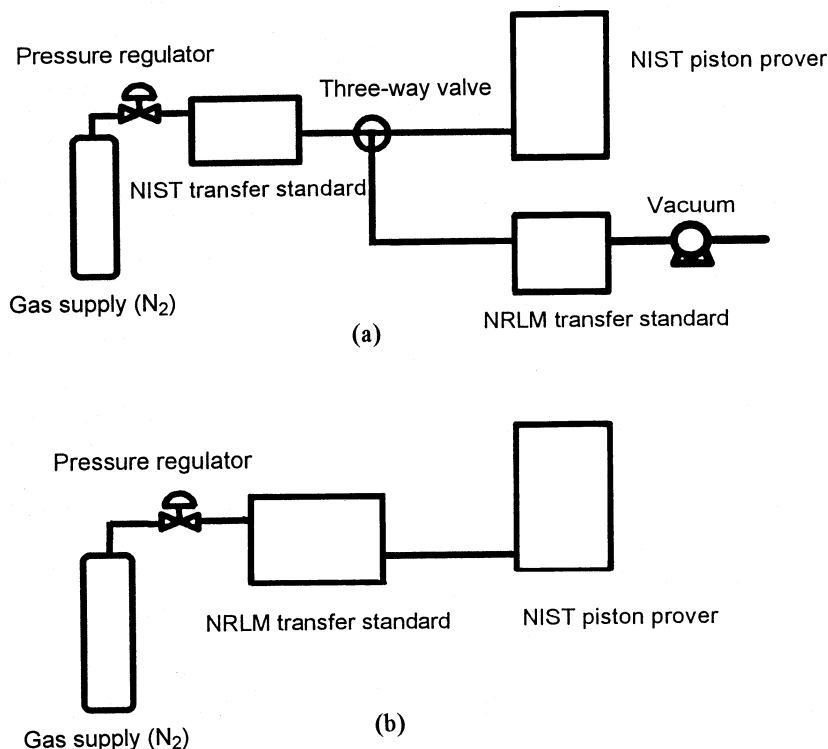 Pressure regulator
NIST piston prover
Three-way valve
NIST transfer standard
Vacuum
Gas supply (N₂)
NRLM transfer standard
(a)
Pressure regulator
NRLM transfer standard
NIST piston prover
Gas supply (N₂)
(b)